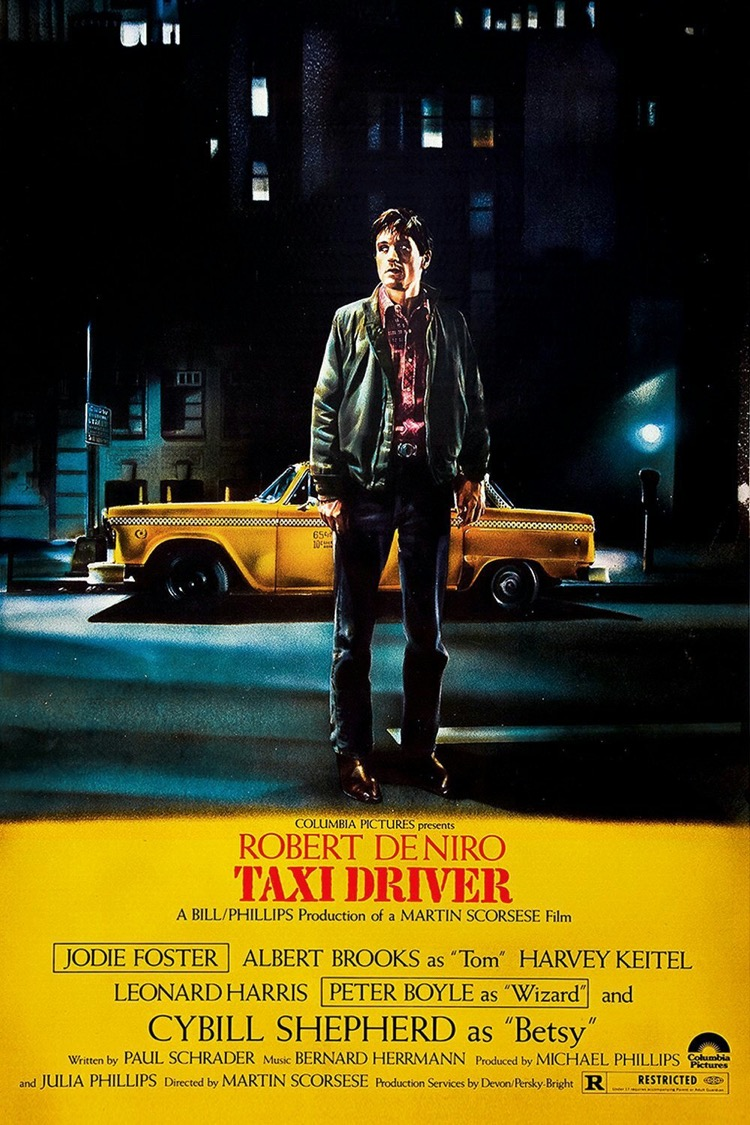 COLUMBIA PICTURES presents
ROBERT DE NIRO
TAXI DRIVER
A BILL/PHILLIPS Production of a MARTIN SCORSESE Film
JODIE FOSTER ALBERT BROOKS as "Tom" HARVEY KEITEL
LEONARD HARRIS PETER BOYLE as "Wizard" and
CYBILL SHEPHERD as "Betsy"
Written by PAUL SCHRADER Music BERNARD HERRMANN Produced by MICHAEL PHILLIPS
Columbia
Pictures
and JULIA PHILLIPS Directed by MARTIN SCORSESE Production Services by Devon/Persky-Bright
R RESTRICTED